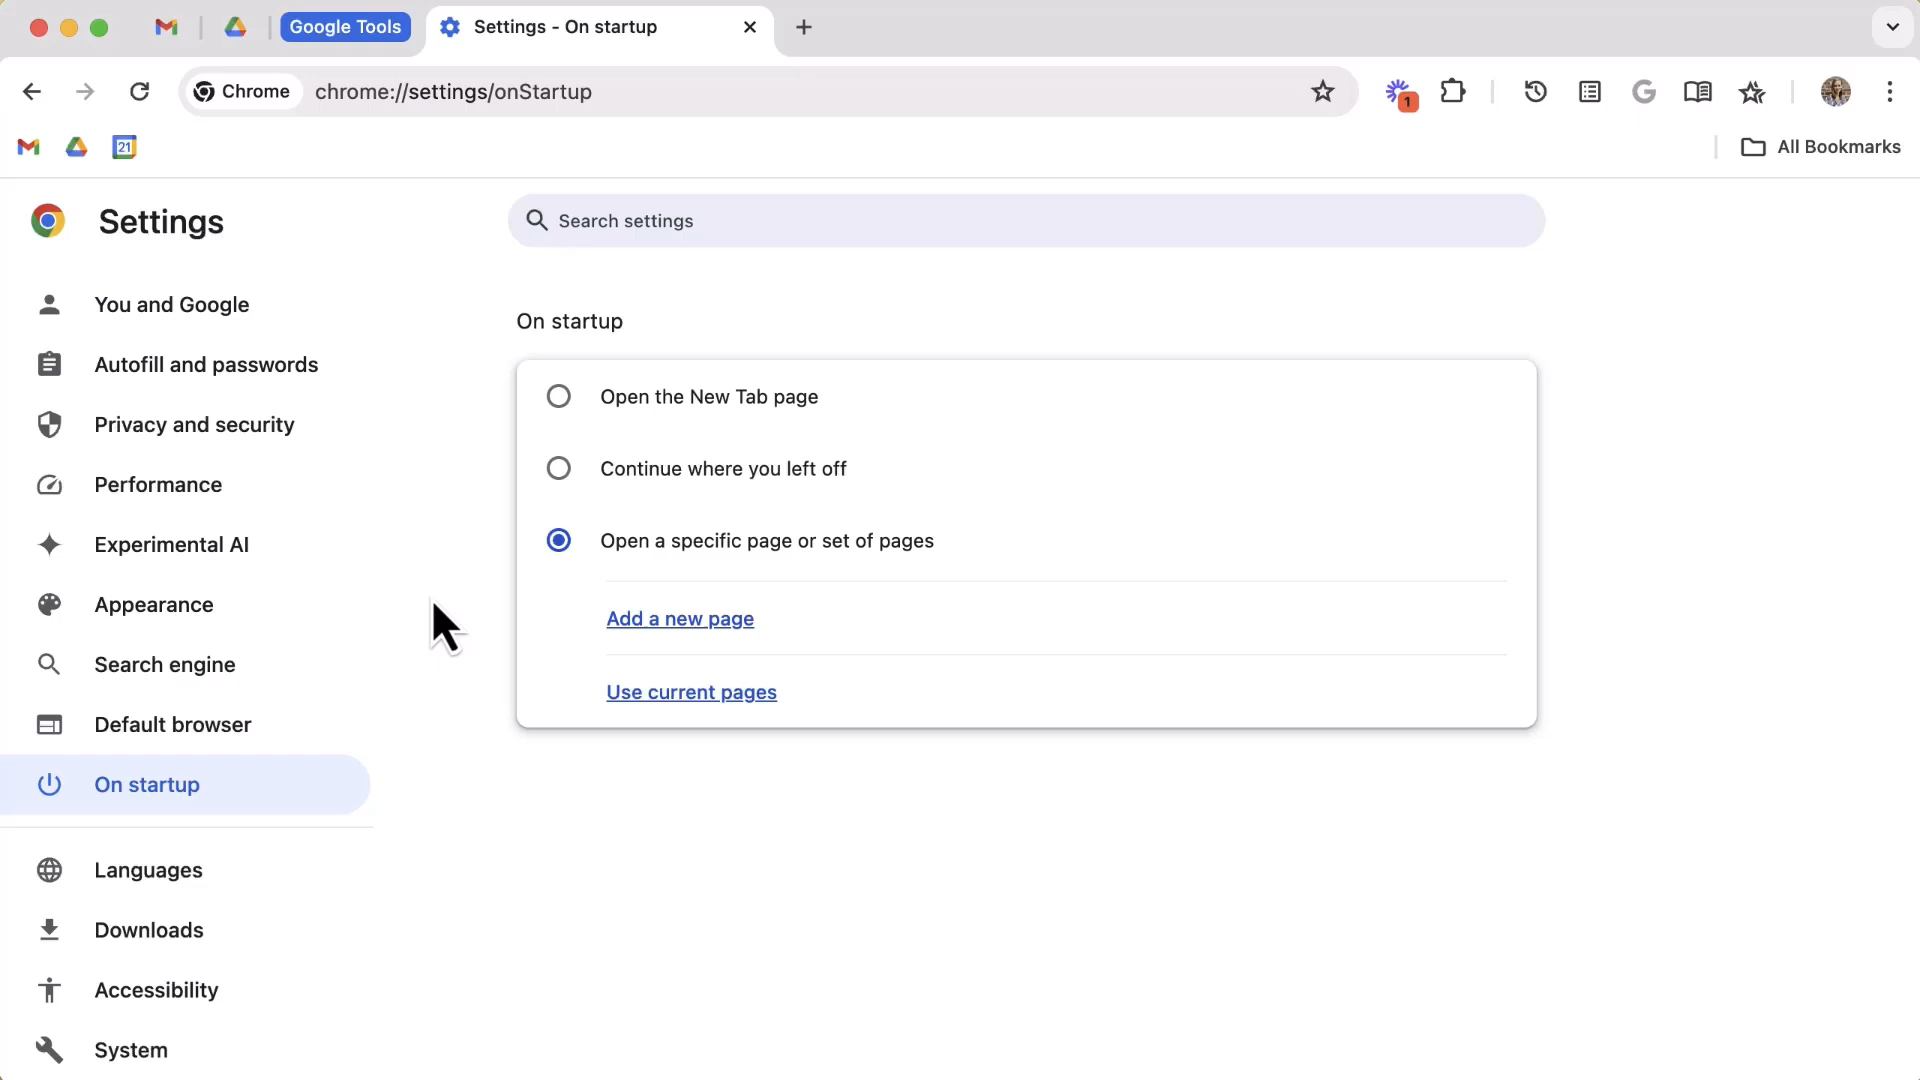 Google Tools
Settings - On startup
Chrome
chrome://settings/onStartup
1
21
All Bookmarks
Settings
Search settings
You and Google
Autofill and passwords
Privacy and security
Performance
Experimental AI
Appearance
Search engine
Default browser
On startup
Languages
Downloads
Accessibility
System
On startup
Open the New Tab page
Continue where you left off
Open a specific page or set of pages
Add a new page
Use current pages